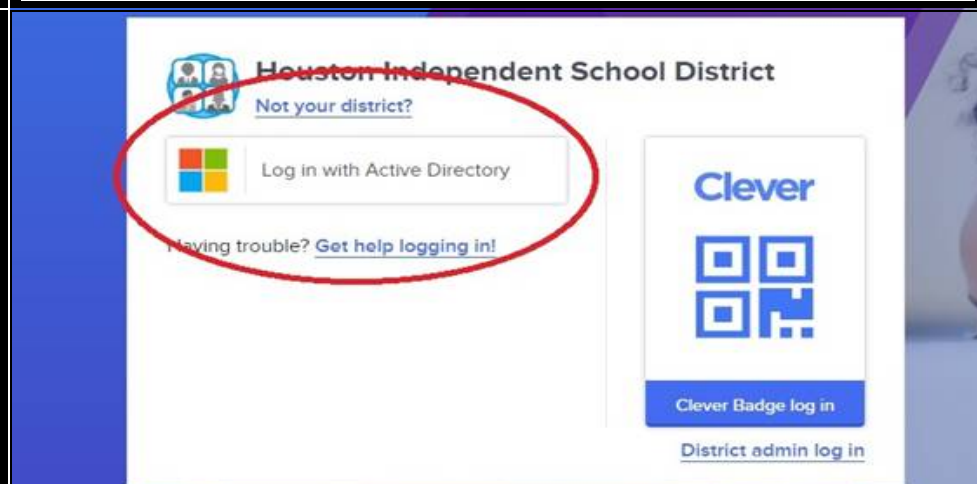 Houston Independent School District
Not your district?
Log in with Active Directory
Having trouble? Get help logging in!
Clever
Clever Badge log in
District admin log in